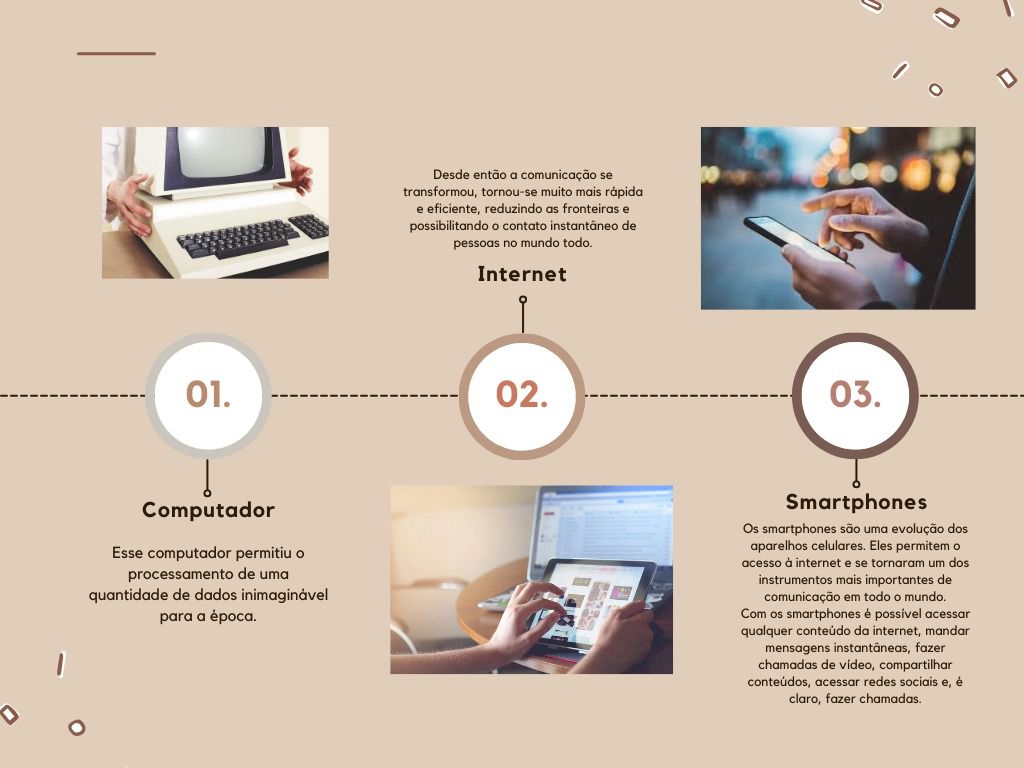 01.
Computador
Esse computador permitiu o
processamento de uma
quantidade de dados inimaginável
para a época.
Desde então a comunicação se
transformou, tornou-se muito mais rápida
e eficiente, reduzindo as fronteiras e
possibilitando o contato instantâneo de
pessoas no mundo todo.
Internet
02.
03.
Smartphones
Os smartphones são uma evolução dos
aparelhos celulares. Eles permitem o
acesso à internet e se tornaram um dos
instrumentos mais importantes de
comunicação em todo o mundo.
Com os smartphones é possível acessar
qualquer conteúdo da internet, mandar
mensagens instantâneas, fazer
chamadas de vídeo, compartilhar
conteúdos, acessar redes sociais e, é
claro, fazer chamadas.